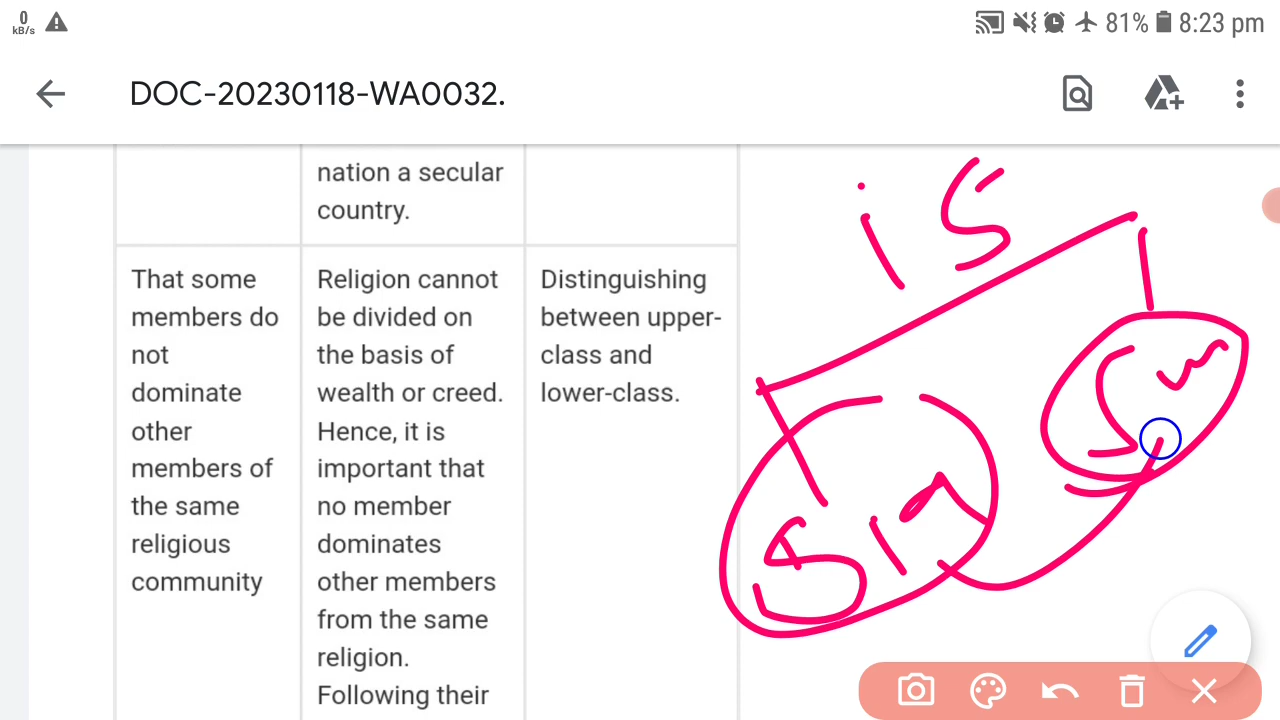 0
kB/s
81% 8:23 pm
DOC-20230118-WA0032.
nation a secular
country.
That some
members do
not
dominate
other
members of
the same
religious
community
Religion cannot
be divided on
the basis of
wealth or creed.
Hence, it is
important that
no member
dominates
other members
from the same
religion.
Following their
Distinguishing
between upper-
class and
lower-class.
is